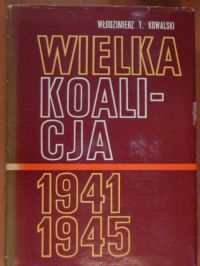 WŁODZIMIERZ T. KOWALSKI
WIELKA
KOALI-
CJA
1941
1945